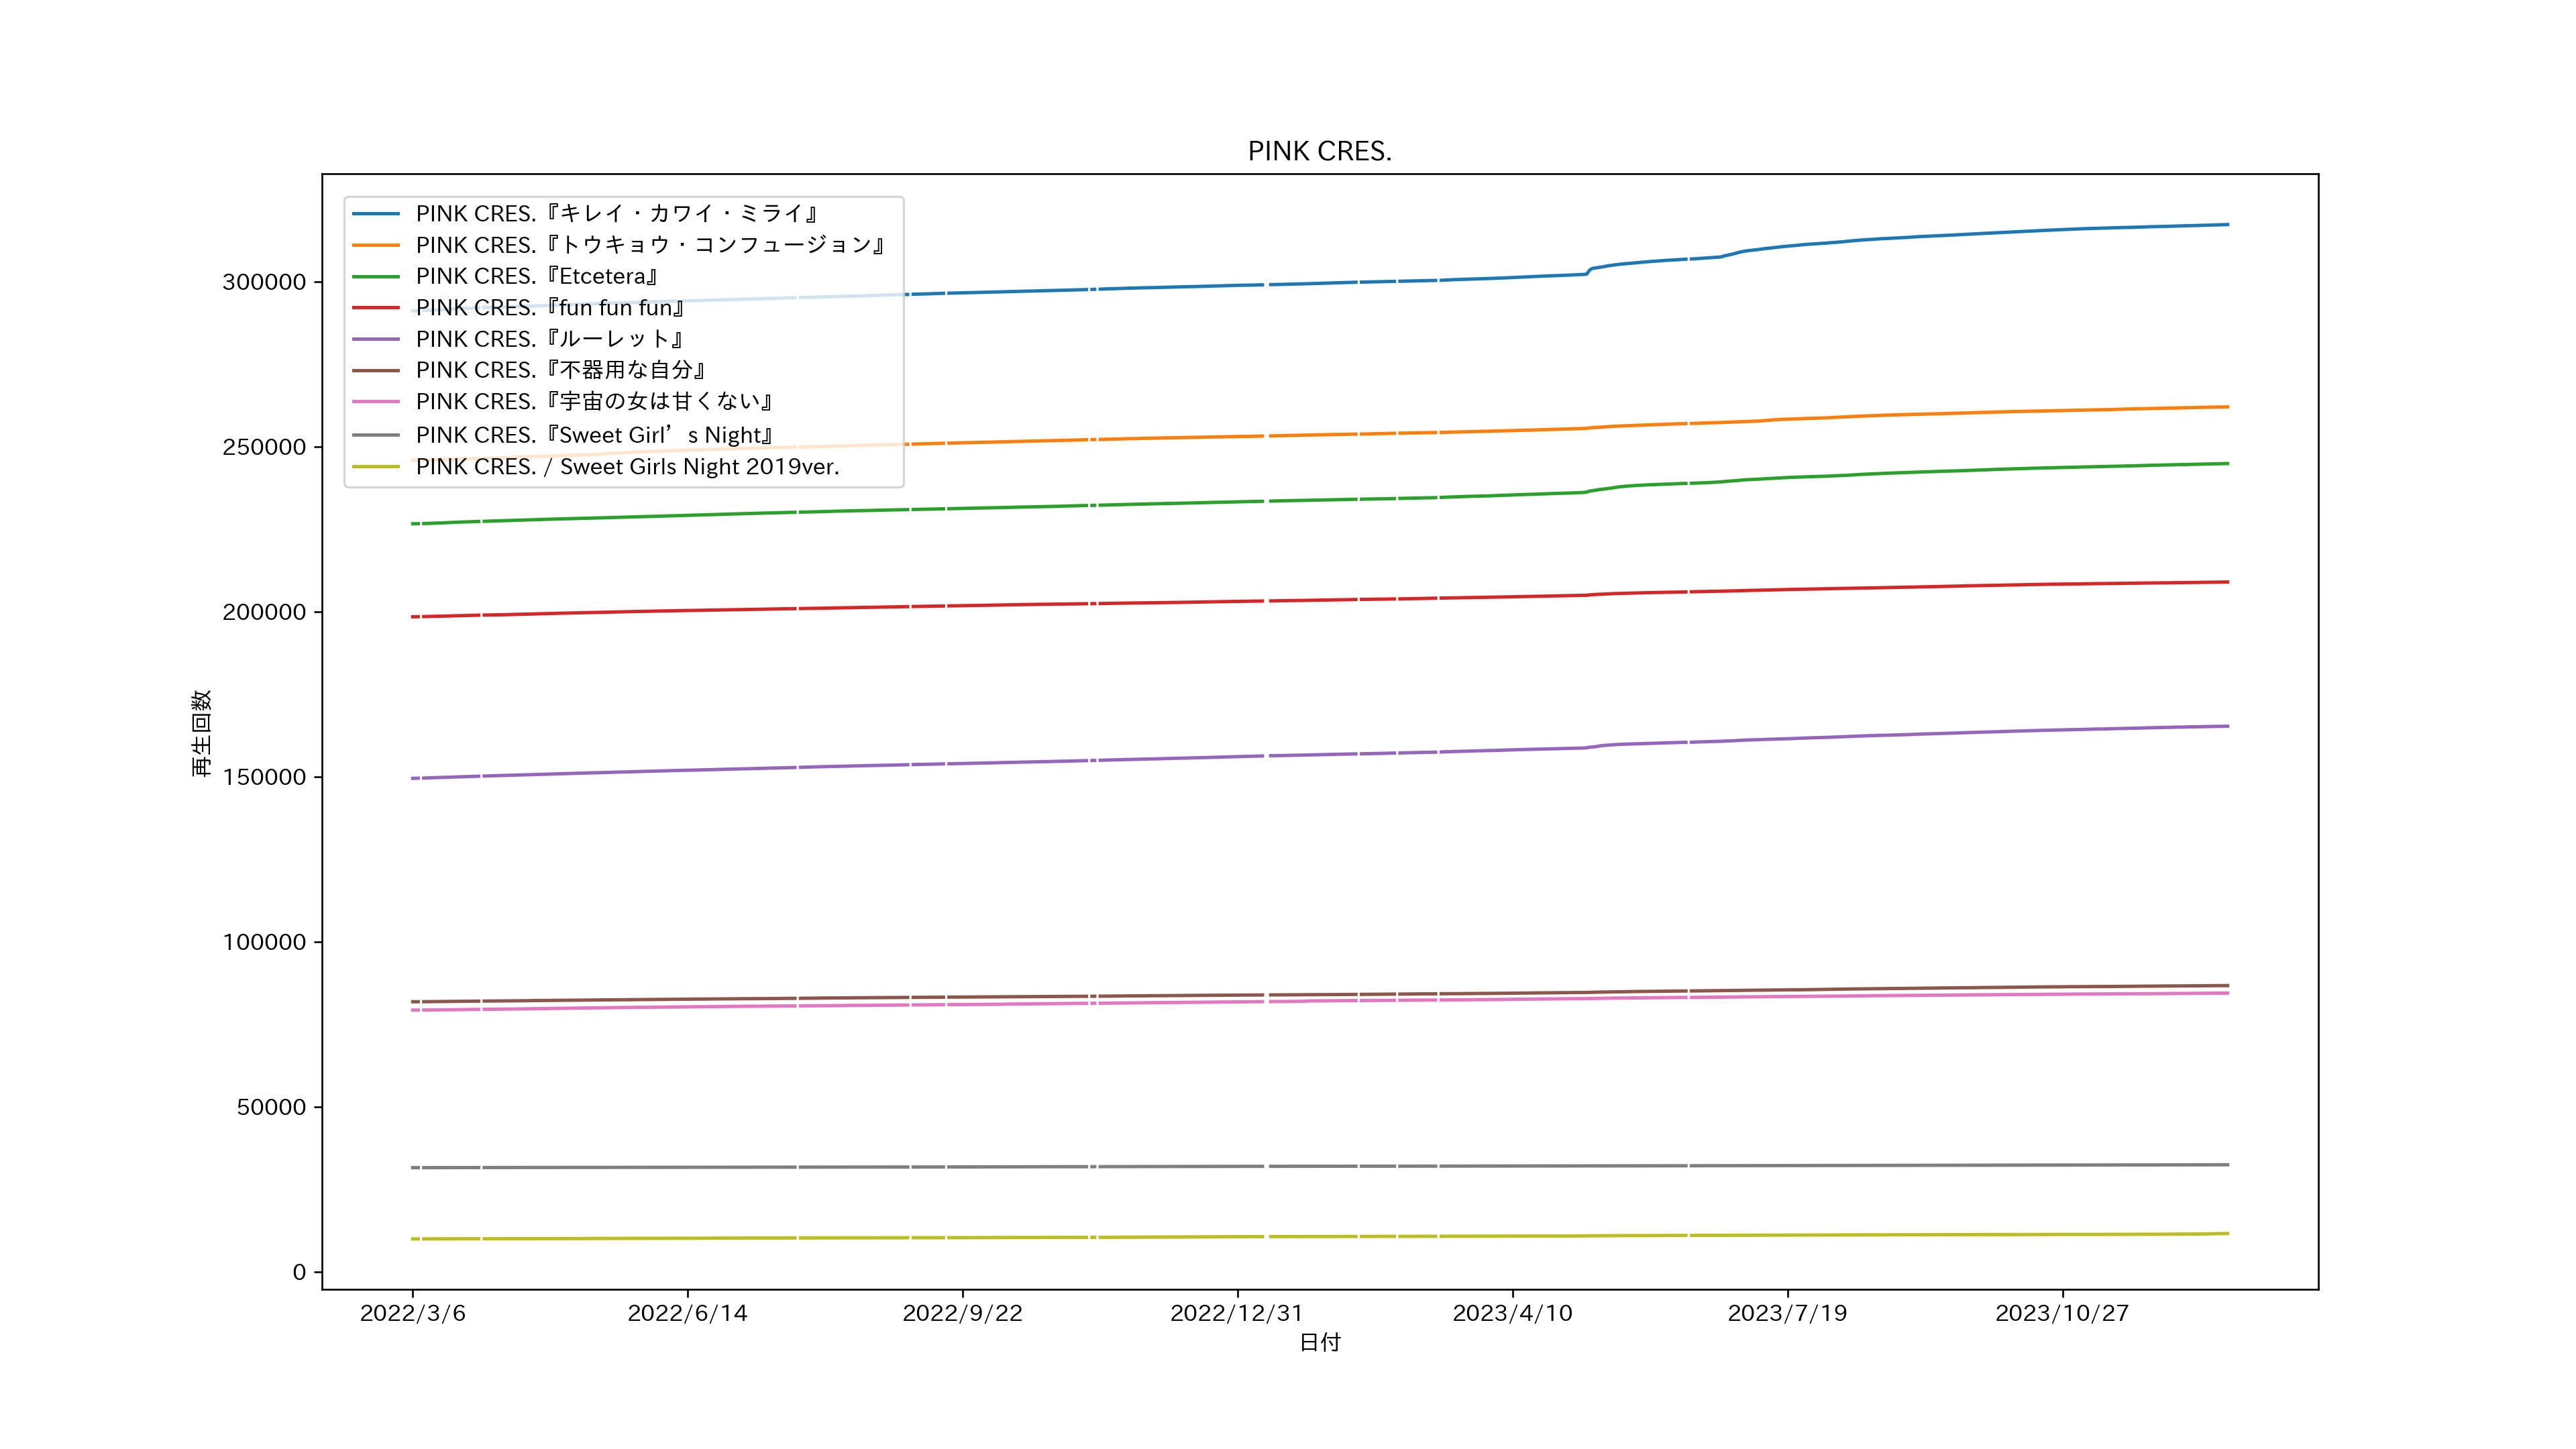 PINK CRES.
PINK CRES.『キレイ・カワイ・ミライ』
PINK CRES.『トウキョウ・コンフュージョン』
PINK CRES.『Etcetera』
PINK CRES.『fun fun fun』
PINK CRES.『ルーレット』
PINK CRES.『不器用な自分』
PINK CRES.『宇宙の女は甘くない』
PINK CRES.『Sweet Girl’s Night』
PINK CRES. / Sweet Girls Night 2019ver.
300000
250000
200000
150000
100000
50000
0
再生回数
2022/3/6 2022/6/14 2022/9/22 2022/12/31 2023/4/10 2023/7/19 2023/10/27
日付